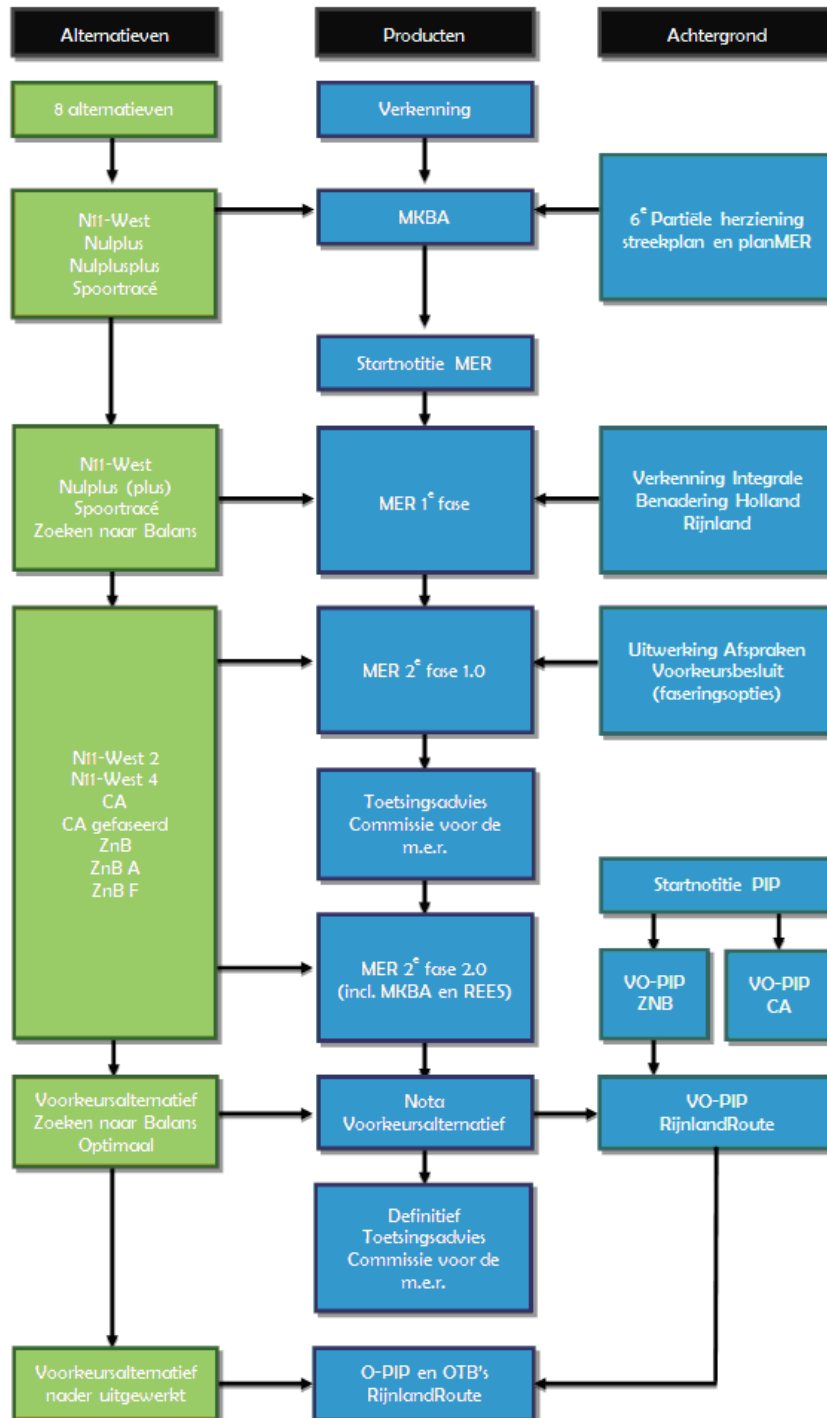 Alternatieven
Producten
Achtergrond
8 alternatieven
Verkenning
N11-West
Nulplus
Nulplusplus
Spoortracé
MKBA
6e Partiële herziening
streekplan en planMER
Startnotitie MER
N11-West
Nulplus (plus)
Spoortracé
Zoeken naar Balans
MER 1e fase
Verkenning Integrale
Benadering Holland
Rijnland
N11-West 2
N11-West 4
CA
CA gefaseerd
ZnB
ZnB A
ZnB F
MER 2e fase 1.0
Uitwerking Afspraken
Voorkeursbesluit
(faseringsopties)
Toetsingsadvies
Commissie voor de
m.e.r.
Startnotitie PIP
MER 2e fase 2.0
(incl. MKBA en REES)
VO-PIP
ZNB
VO-PIP
CA
Voorkeursalternatief
Zoeken naar Balans
Optimaal
Nota
Voorkeursalternatief
VO-PIP
RijnlandRoute
Definitief
Toetsingsadvies
Commissie voor de
m.e.r.
Voorkeursalternatief
nader uitgewerkt
O-PIP en OTB's
RijnlandRoute